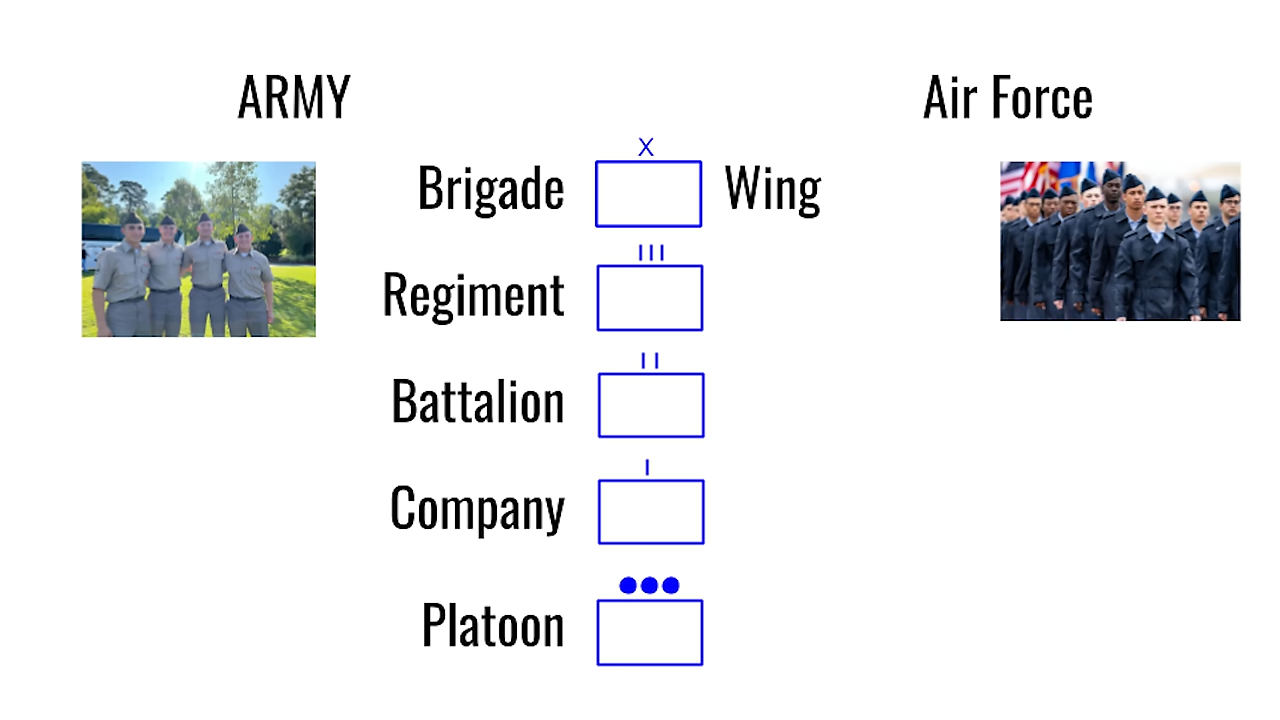 ARMY
Air Force
X
Brigade
Wing
III
Regiment
II
Battalion
I
Company
●●●
Platoon